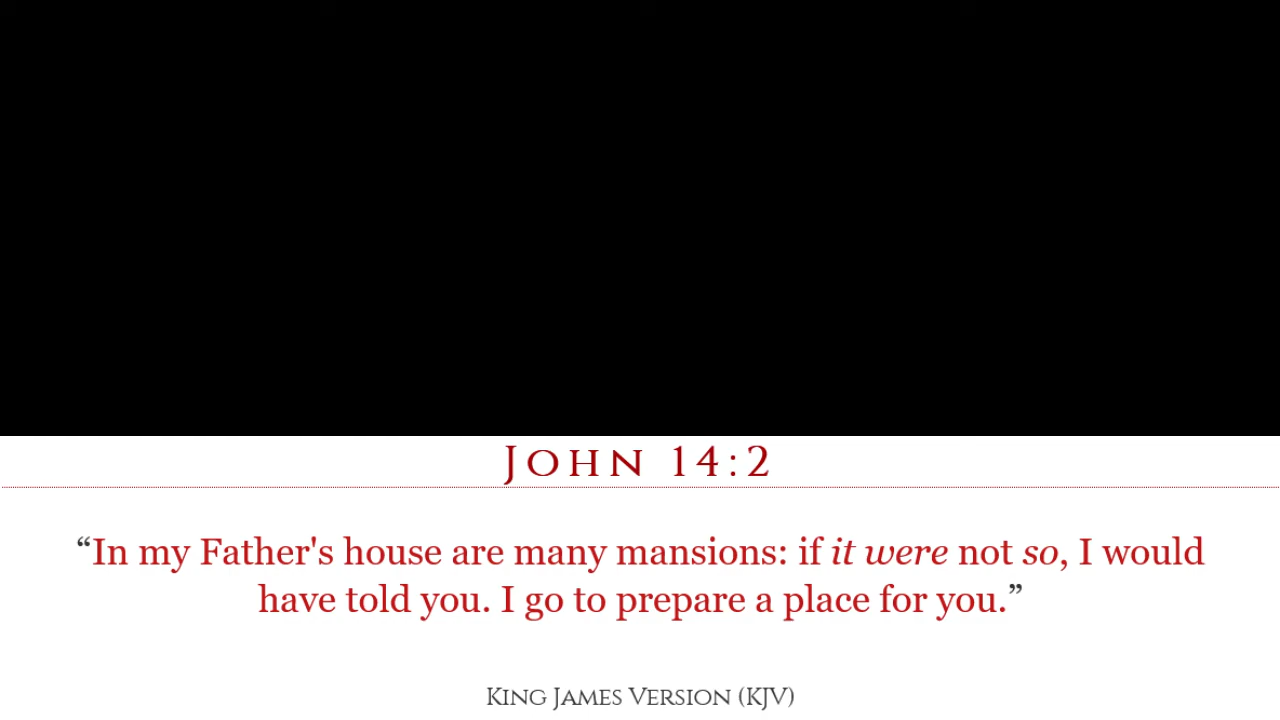 John 14:2
“In my Father's house are many mansions: if it were not so, I would
have told you. I go to prepare a place for you.”
King James Version (KJV)